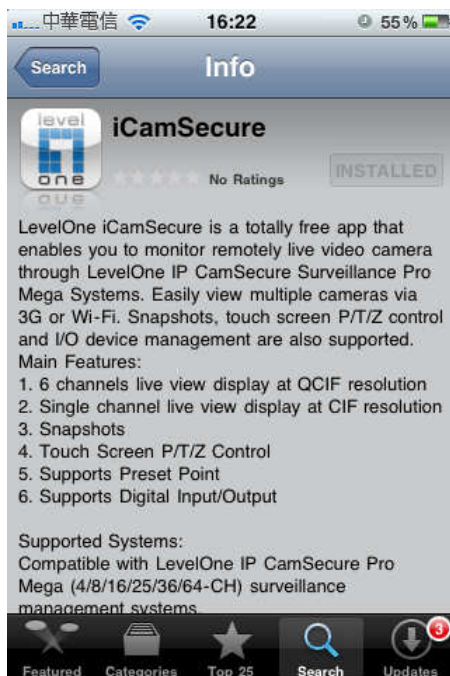 中華電信 16:22 55%
Search Info
level
one
iCamSecure
No Ratings
INSTALLED
LevelOne iCamSecure is a totally free app that
enables you to monitor remotely live video camera
through LevelOne IP CamSecure Surveillance Pro
Mega Systems. Easily view multiple cameras via
3G or Wi-Fi. Snapshots, touch screen P/T/Z control
and I/O device management are also supported.
Main Features:
1. 6 channels live view display at QCIF resolution
2. Single channel live view display at CIF resolution
3. Snapshots
4. Touch Screen P/T/Z Control
5. Supports Preset Point
6. Supports Digital Input/Output
Supported Systems:
Compatible with LevelOne IP CamSecure Pro
Mega (4/8/16/25/36/64-CH) surveillance
management systems.
3
Featured Categories Top 25 Search Updates